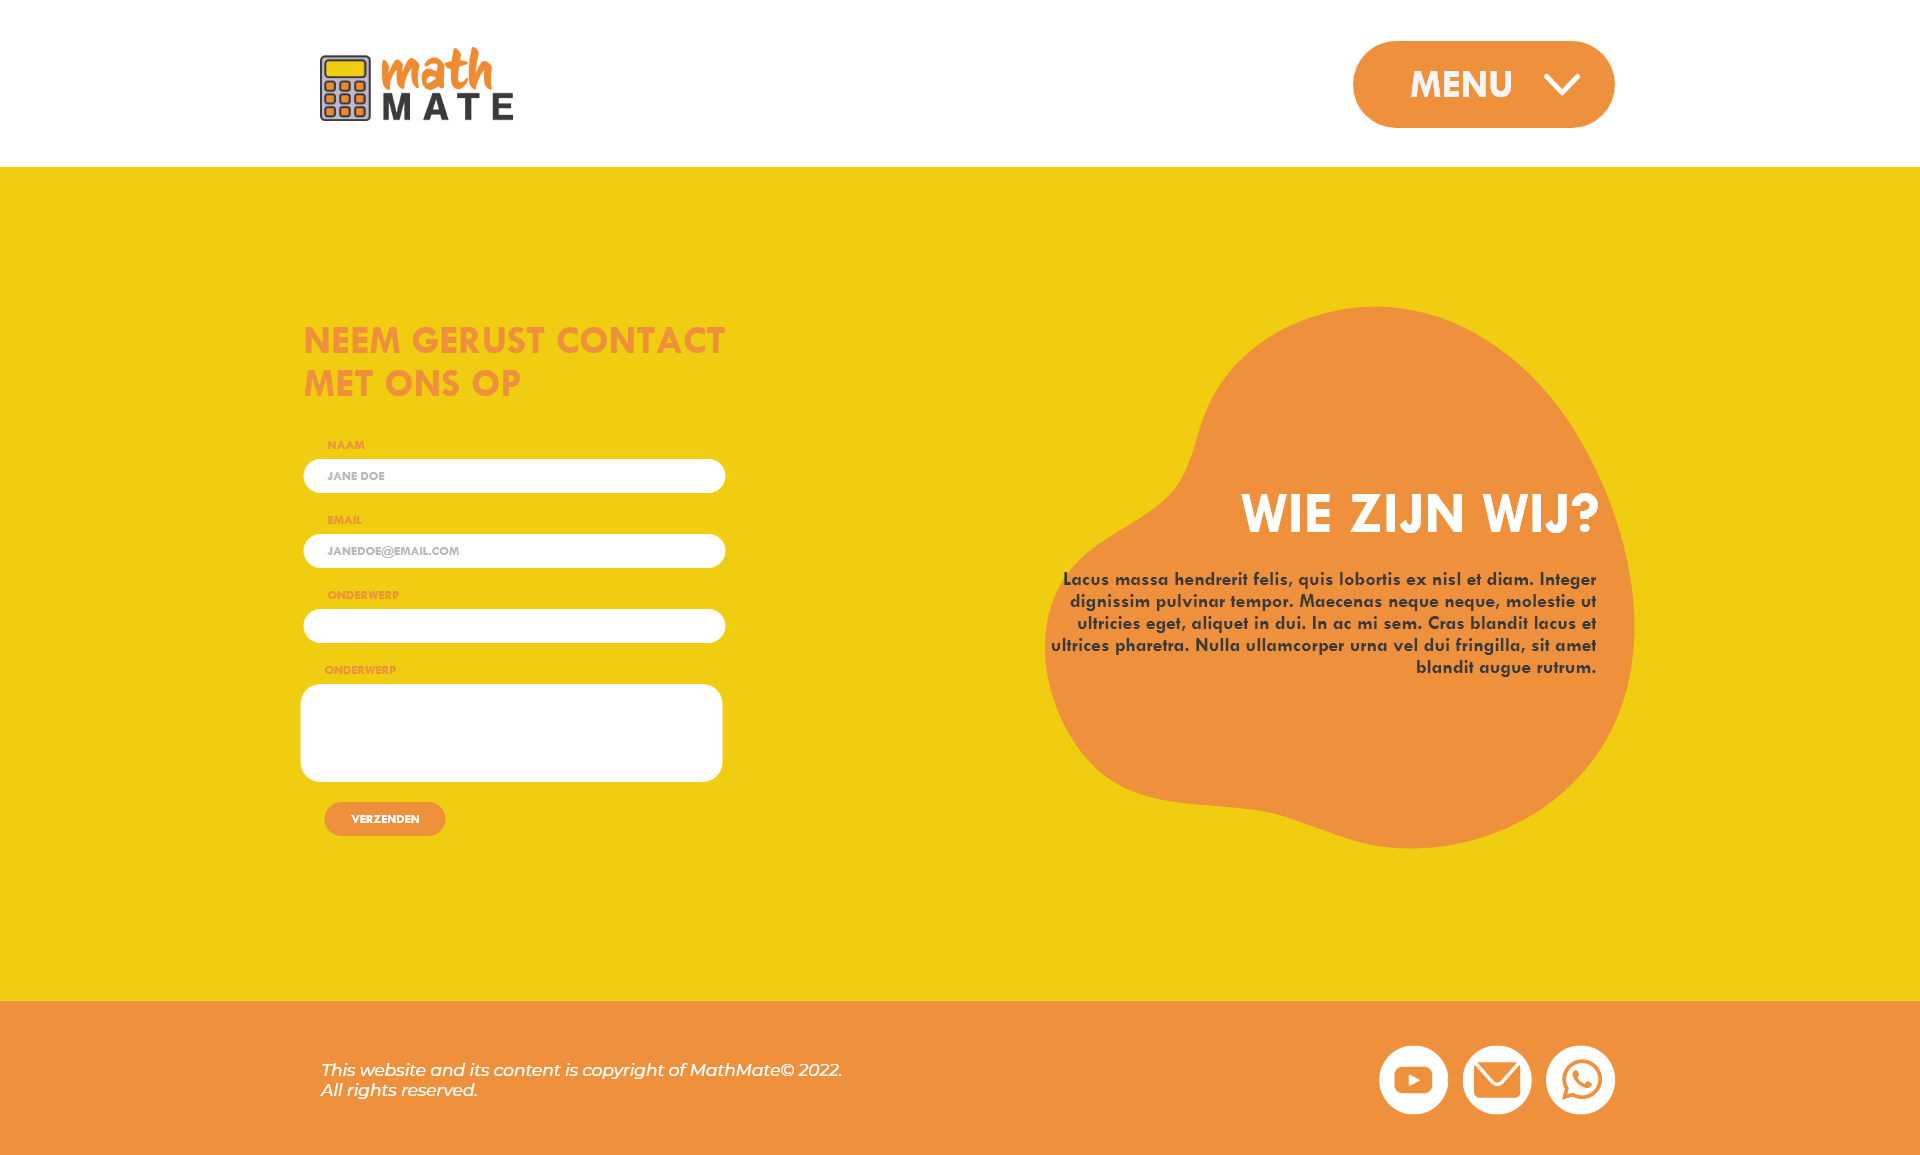 math
MATE
MENU
NEEM GERUST CONTACT
MET ONS OP
NAAM
JANE DOE
EMAIL
JANEDOE@EMAIL.COM
ONDERWERP
ONDERWERP
VERZENDEN
WIE ZIJN WIJ?
Lacus massa hendrerit felis, quis lobortis ex nisl et diam. Integer
dignissim pulvinar tempor. Maecenas neque neque, molestie ut
ultricies eget, aliquet in dui. In ac mi sem. Cras blandit lacus et
ultrices pharetra. Nulla ullamcorper urna vel dui fringilla, sit amet
blandit augue rutrum.
This website and its content is copyright of MathMate© 2022.
All rights reserved.